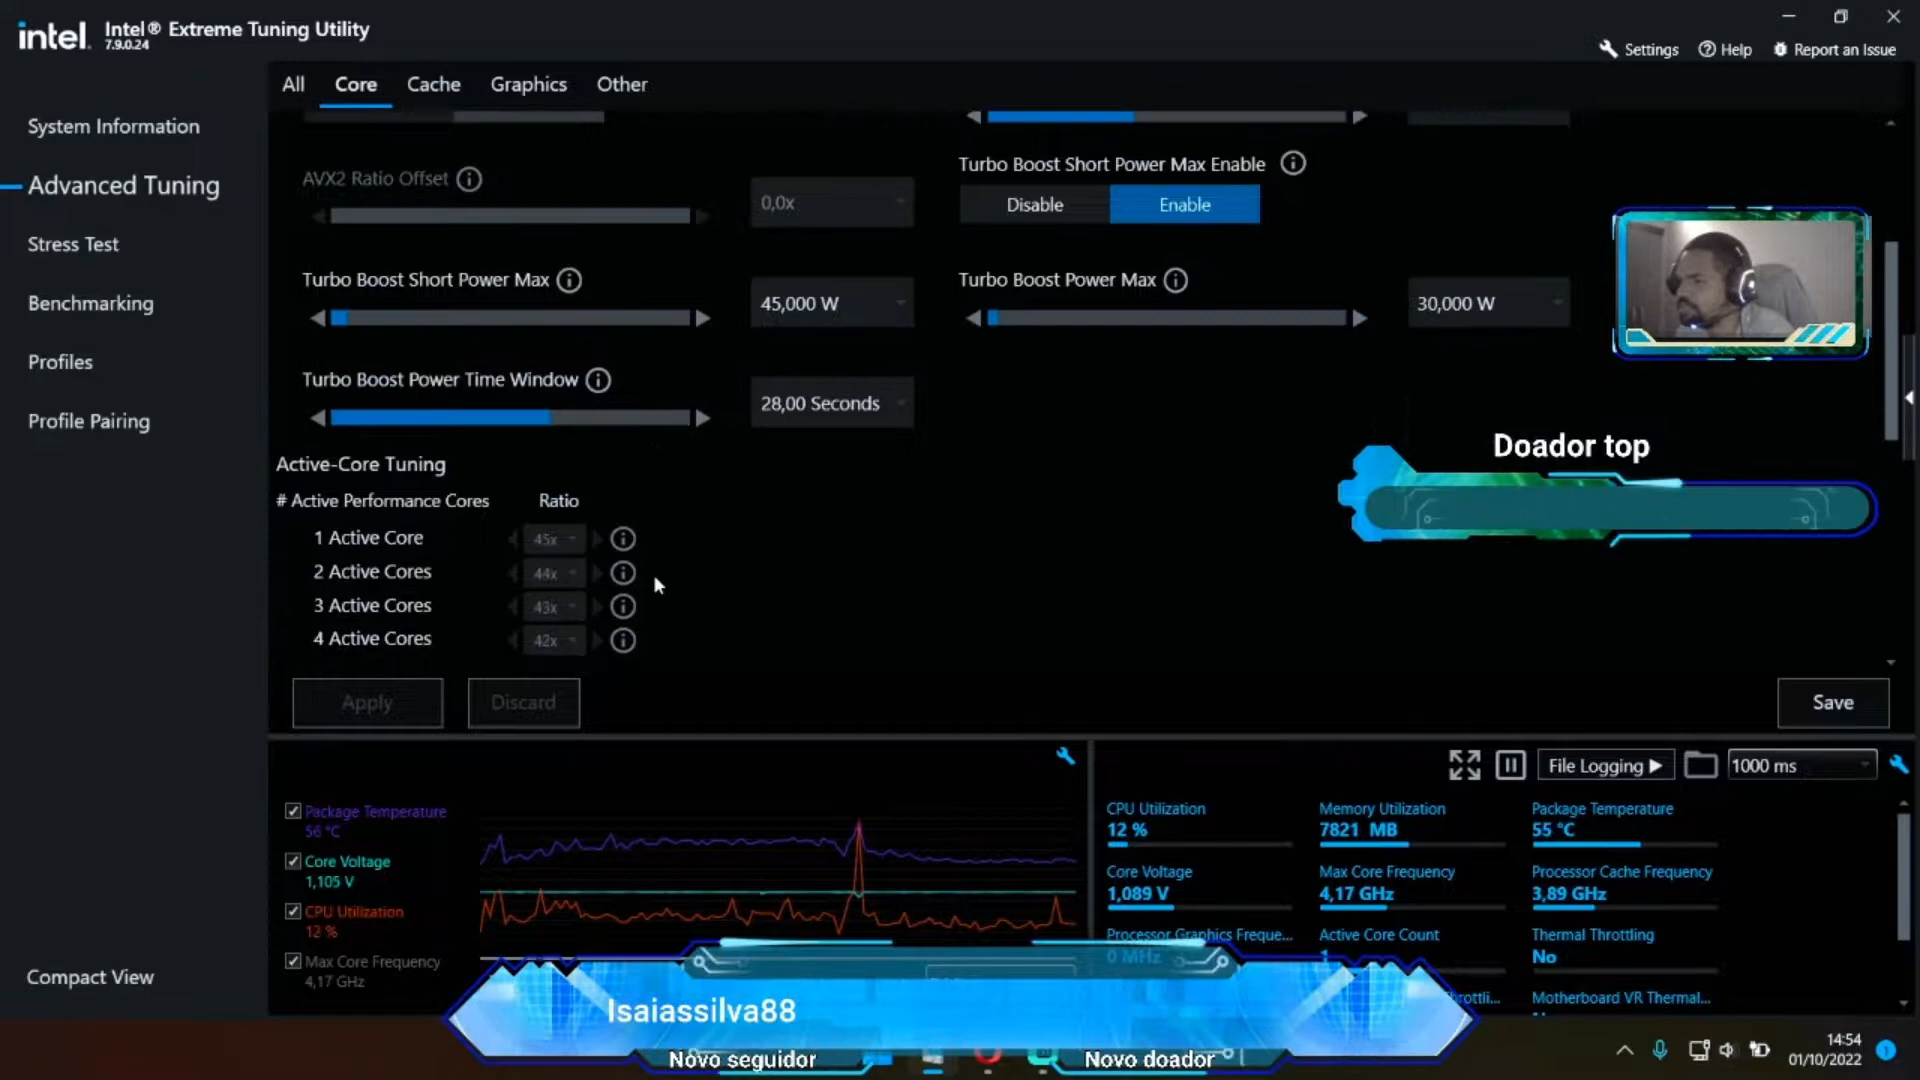 intel. Intel® Extreme Tuning Utility
7.9.0.24
Settings Help Report an Issue
All Core Cache Graphics Other
System Information
Advanced Tuning
Stress Test
Benchmarking
Profiles
Profile Pairing
Compact View
AVX2 Ratio Offset
0,0x
Turbo Boost Short Power Max Enable
Disable Enable
Turbo Boost Short Power Max
45,000 W
Turbo Boost Power Max
30,000 W
Turbo Boost Power Time Window
28,00 Seconds
Doador top
Active-Core Tuning
# Active Performance Cores Ratio
1 Active Core 45x
2 Active Cores 44x
3 Active Cores 43x
4 Active Cores 42x
Apply Discard Save
File Logging 1000 ms
Package Temperature
56 °C
Core Voltage
1,105 V
CPU Utilization
12 %
Max Core Frequency
4,17 GHz
CPU Utilization
12 %
Memory Utilization
7821 MB
Package Temperature
55 °C
Core Voltage
1,089 V
Max Core Frequency
4,17 GHz
Processor Cache Frequency
3,89 GHz
Processor Graphics Freque...
0 MHz
Active Core Count
1
Thermal Throttling
No
Motherboard VR Thermal...
Isaiassilva88
Novo seguidor
Novo doador
14:54
01/10/2022
1